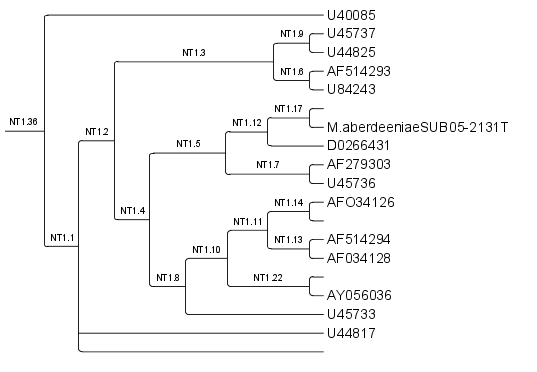 U40085
NT1.9 U45737
NT1.3 U44825
NT1.6 AF514293
U84243
NT1.17
NT1.36 NT1.2 NT1.12 M.aberdeeniaeSUB05-2131T
NT1.5 D0266431
NT1.7 AF279303
U45736
NT1.14 AFO34126
NT1.4 NT1.11
NT1.1 NT1.13 AF514294
NT1.10 AF034128
NT1.8 NT1.22
AY056036
U45733
U44817